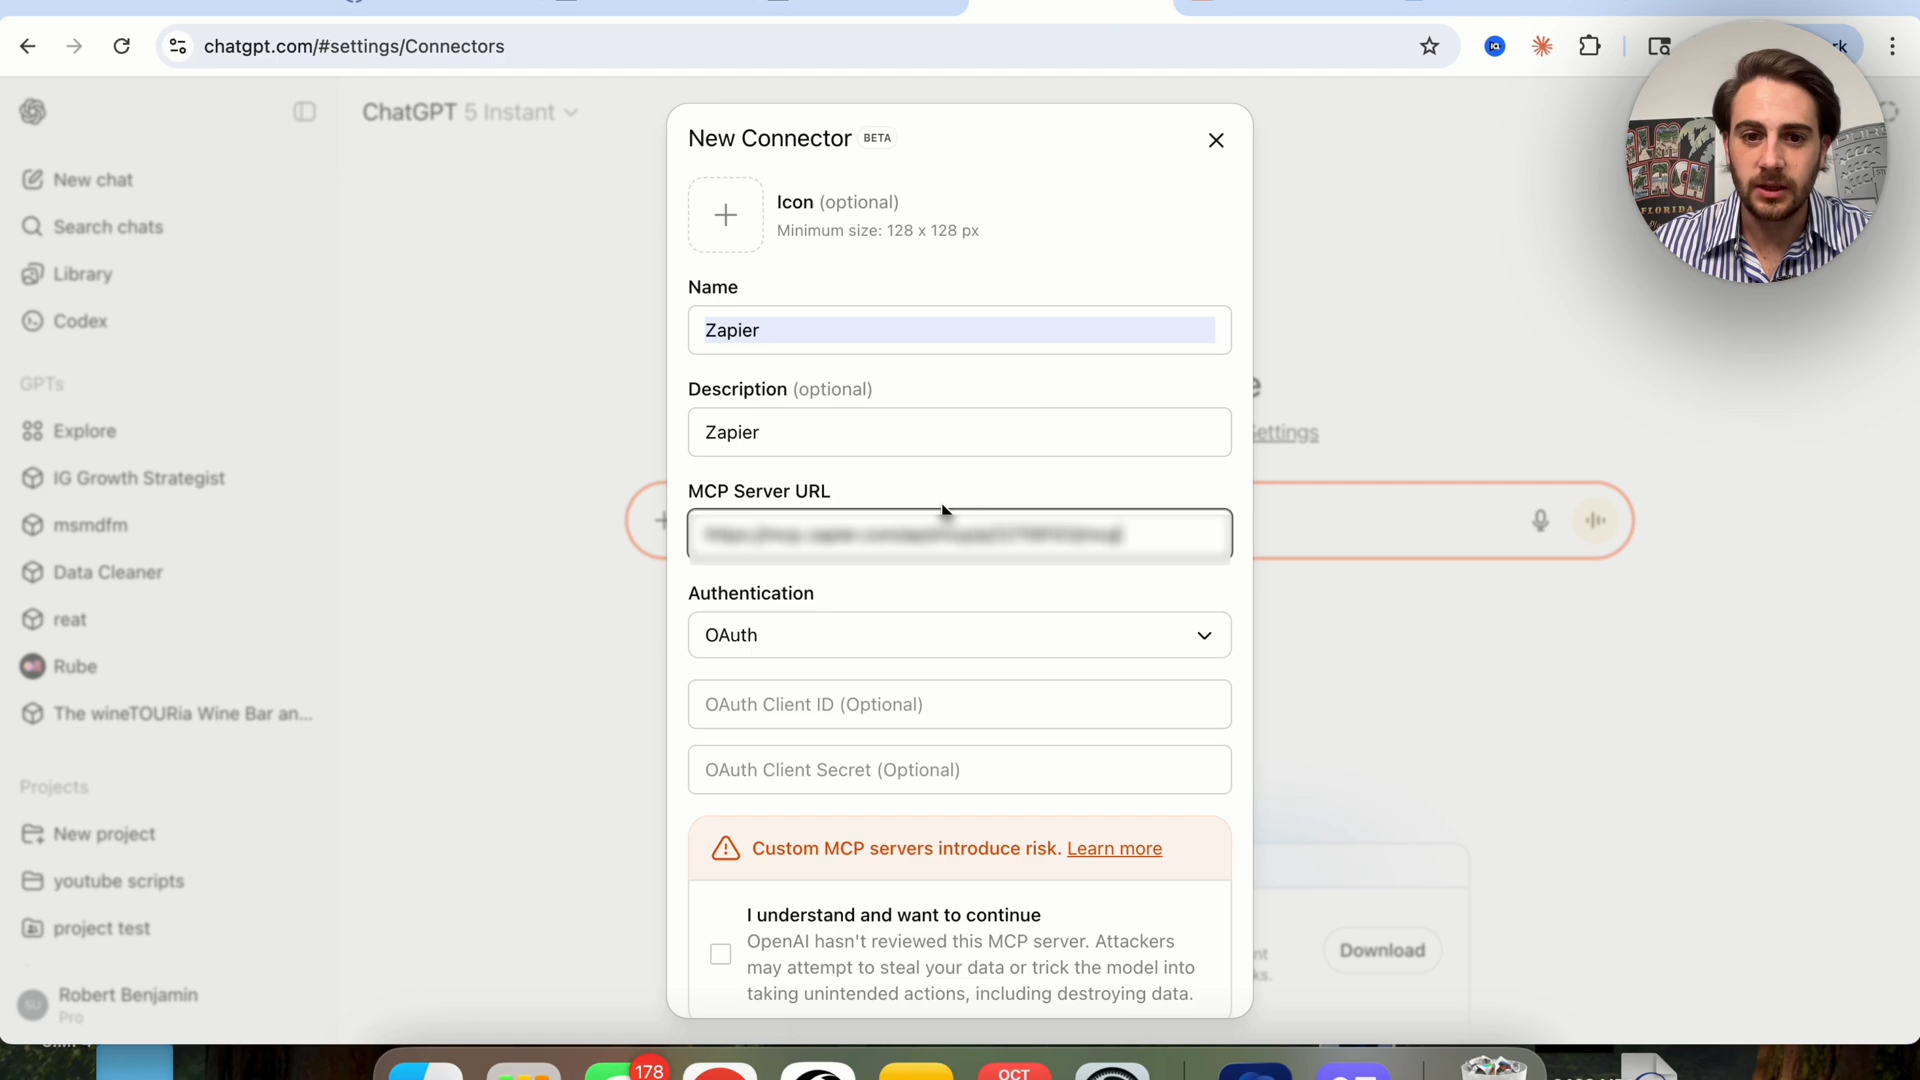 chatgpt.com/#settings/Connectors
ChatGPT 5 Instant
New chat
Search chats
Library
Codex
GPTs
Explore
IG Growth Strategist
msmdfm
Data Cleaner
reat
Rube
The wineTOURia Wine Bar an...
Projects
New project
youtube scripts
project test
Robert Benjamin
Pro
New Connector BETA
Icon (optional)
Minimum size: 128 x 128 px
Name
Zapier
Description (optional)
Zapier
MCP Server URL
Authentication
OAuth
OAuth Client ID (Optional)
OAuth Client Secret (Optional)
Custom MCP servers introduce risk. Learn more
I understand and want to continue
OpenAI hasn't reviewed this MCP server. Attackers
may attempt to steal your data or trick the model into
taking unintended actions, including destroying data.
Settings
Download
FLORIDA
178
OCT